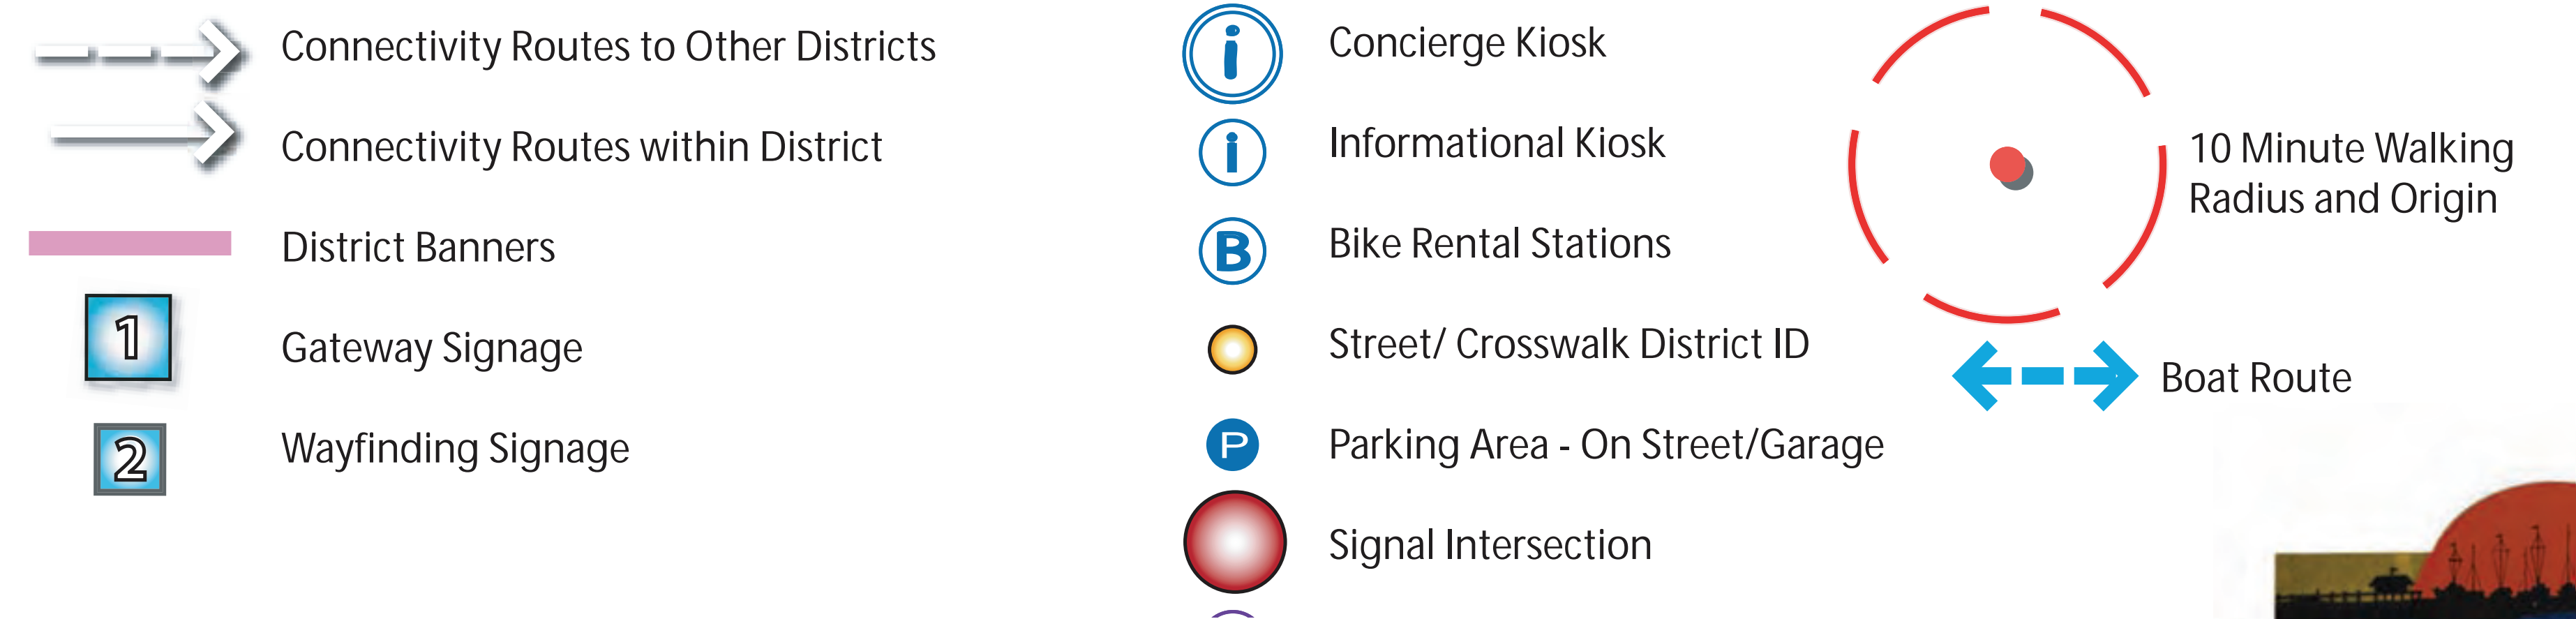 Connectivity Routes to Other Districts
Connectivity Routes within District
District Banners
1
Gateway Signage
2
Wayfinding Signage
i
Concierge Kiosk
i
Informational Kiosk
B
Bike Rental Stations
Street/ Crosswalk District ID
P
Parking Area - On Street/Garage
Signal Intersection
10 Minute Walking
Radius and Origin
Boat Route